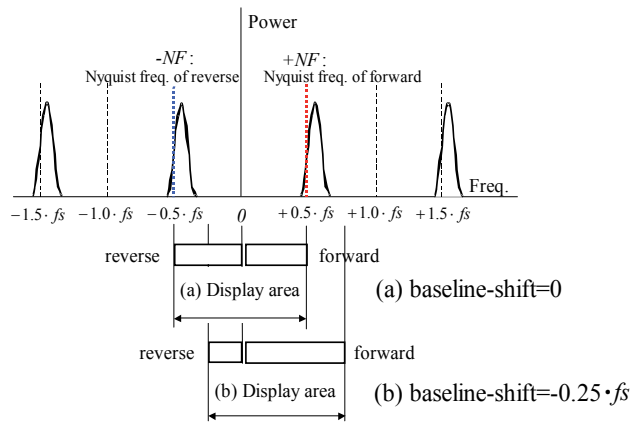 Power
-NF:
Nyquist freq. of reverse
+NF:
Nyquist freq. of forward
Freq.
−1.5· fs
−1.0· fs
−0.5· fs
0
+0.5· fs
+1.0· fs
+1.5· fs
reverse
forward
(a) Display area
(a) baseline-shift=0
reverse
forward
(b) Display area
(b) baseline-shift=-0.25·fs